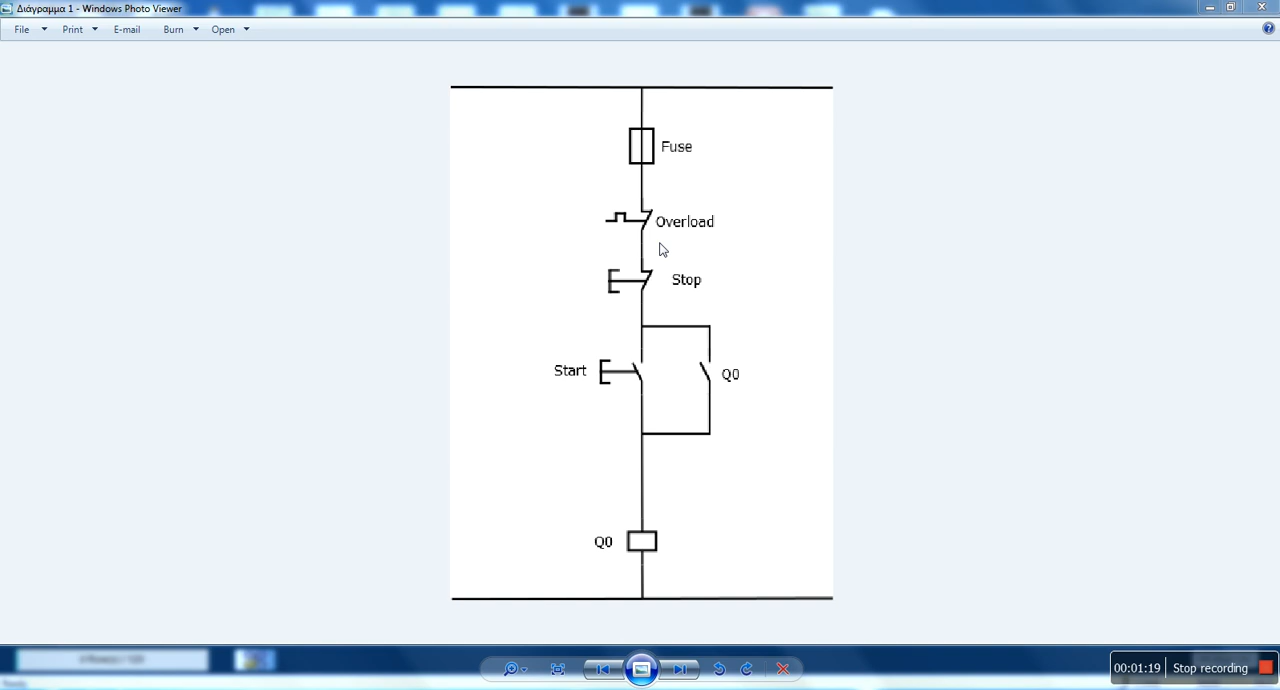 Διάγραμμα 1 - Windows Photo Viewer
File Print E-mail Burn Open
Fuse
Overload
Stop
Start Q0
Q0
00:01:19 Stop recording